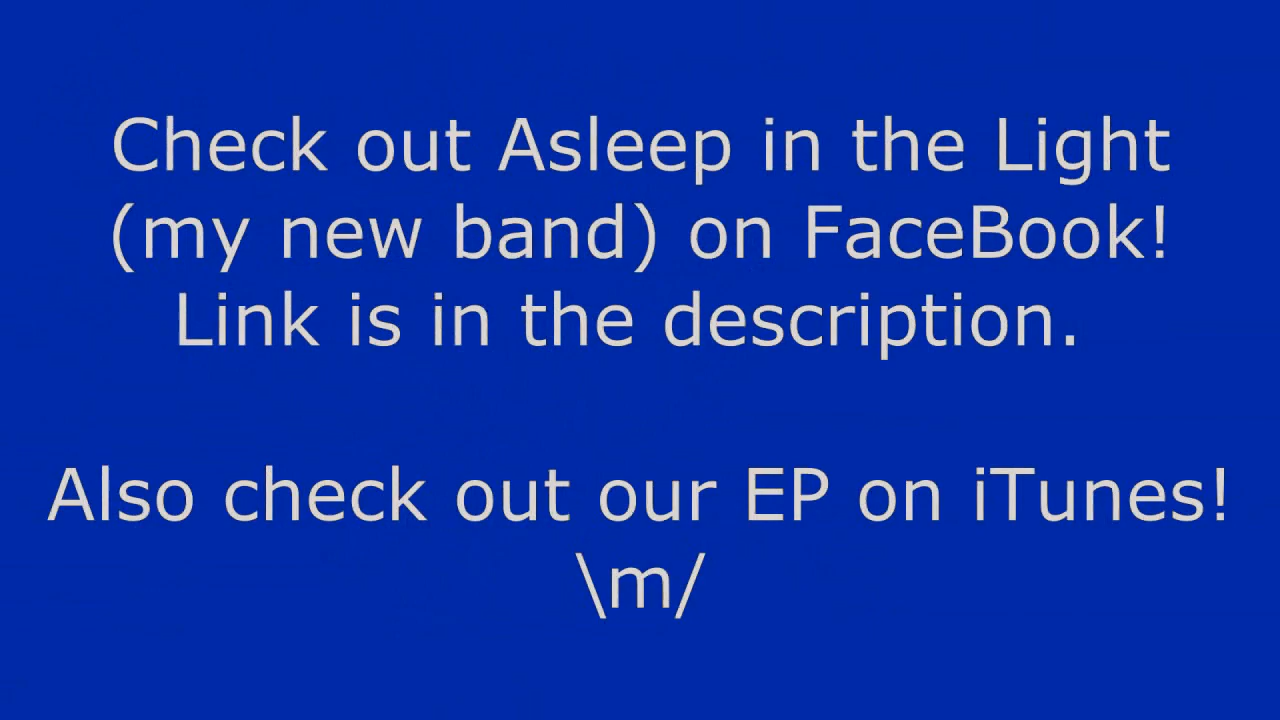 Check out Asleep in the Light
(my new band) on FaceBook!
Link is in the description.
Also check out our EP on iTunes!
\m/